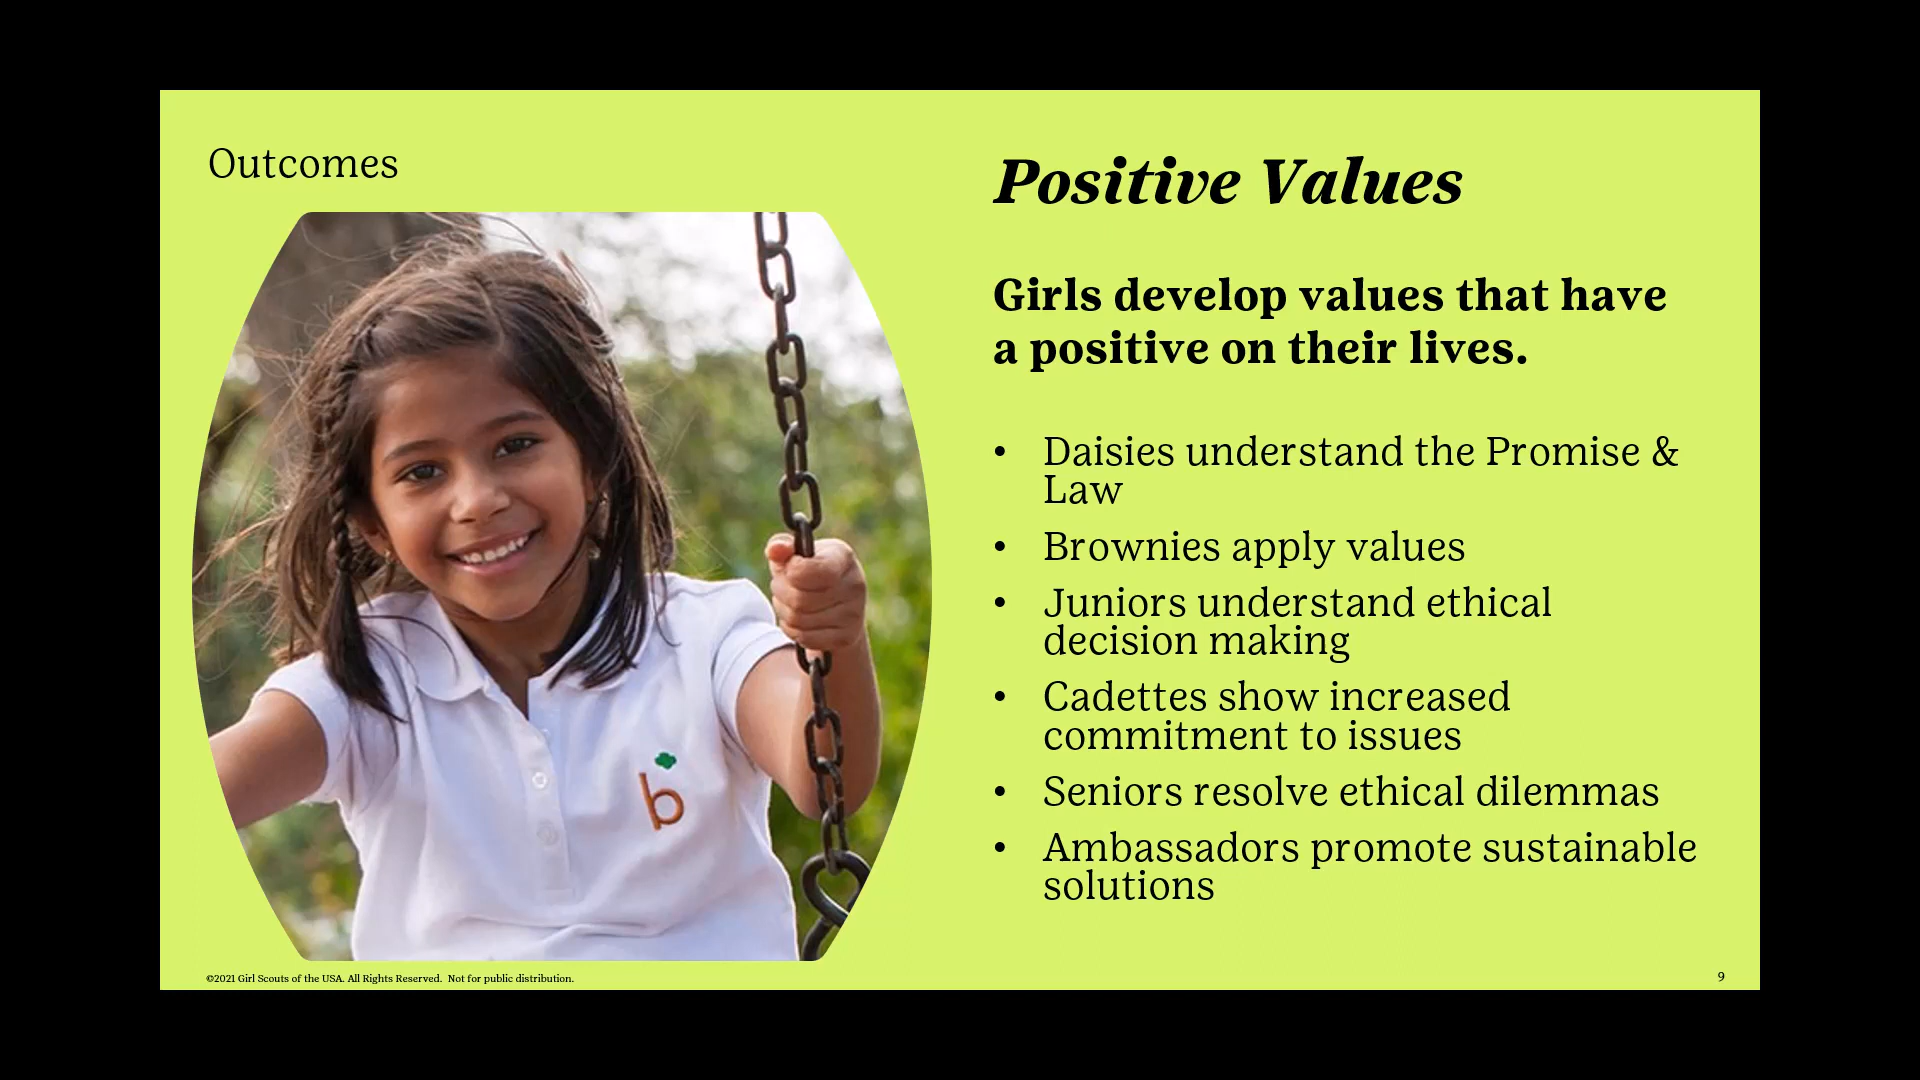 Outcomes
Positive Values
Girls develop values that have
a positive on their lives.
• Daisies understand the Promise &
Law
• Brownies apply values
• Juniors understand ethical
decision making
• Cadettes show increased
commitment to issues
• Seniors resolve ethical dilemmas
• Ambassadors promote sustainable
solutions
b
©2021 Girl Scouts of the USA. All Rights Reserved. Not for public distribution.
9